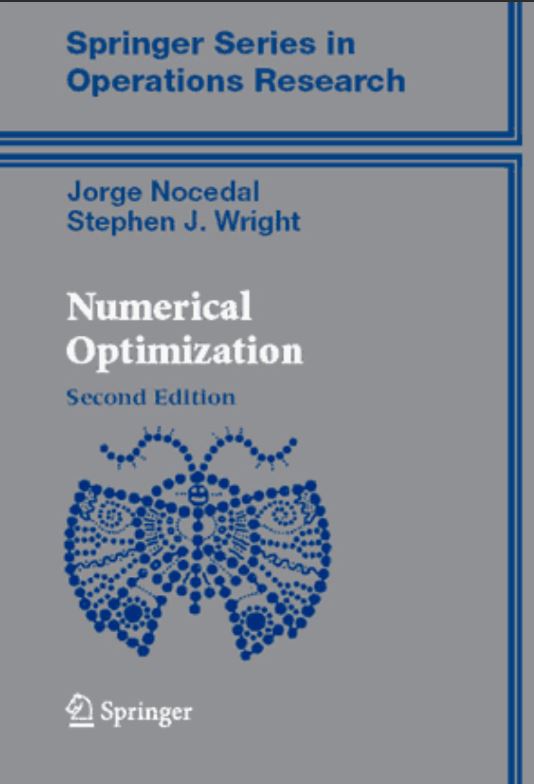 Springer Series in
Operations Research
Jorge Nocedal
Stephen J. Wright
Numerical
Optimization
Second Edition
Springer